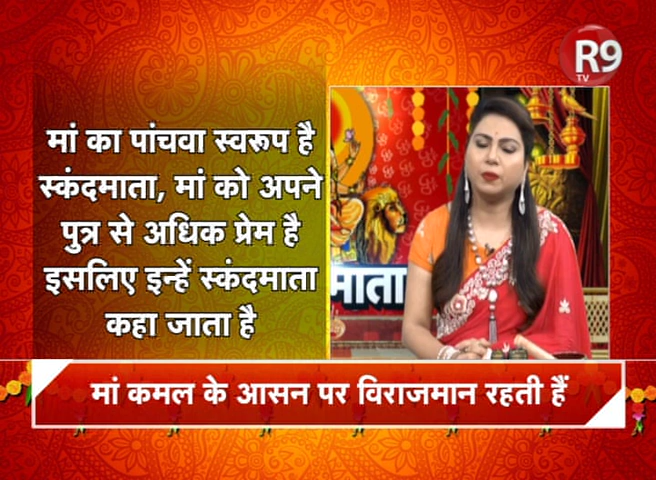 R9
TV
मां का पांचवा स्वरूप है
स्कंदमाता, मां को अपने
पुत्र से अधिक प्रेम है
इसलिए इन्हें स्कंदमाता
कहा जाता है
माता
मां कमल के आसन पर विराजमान रहती हैं